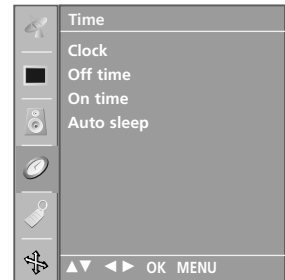 Time
Clock
Off time
On time
Auto sleep
▲▼ ◄► OK MENU